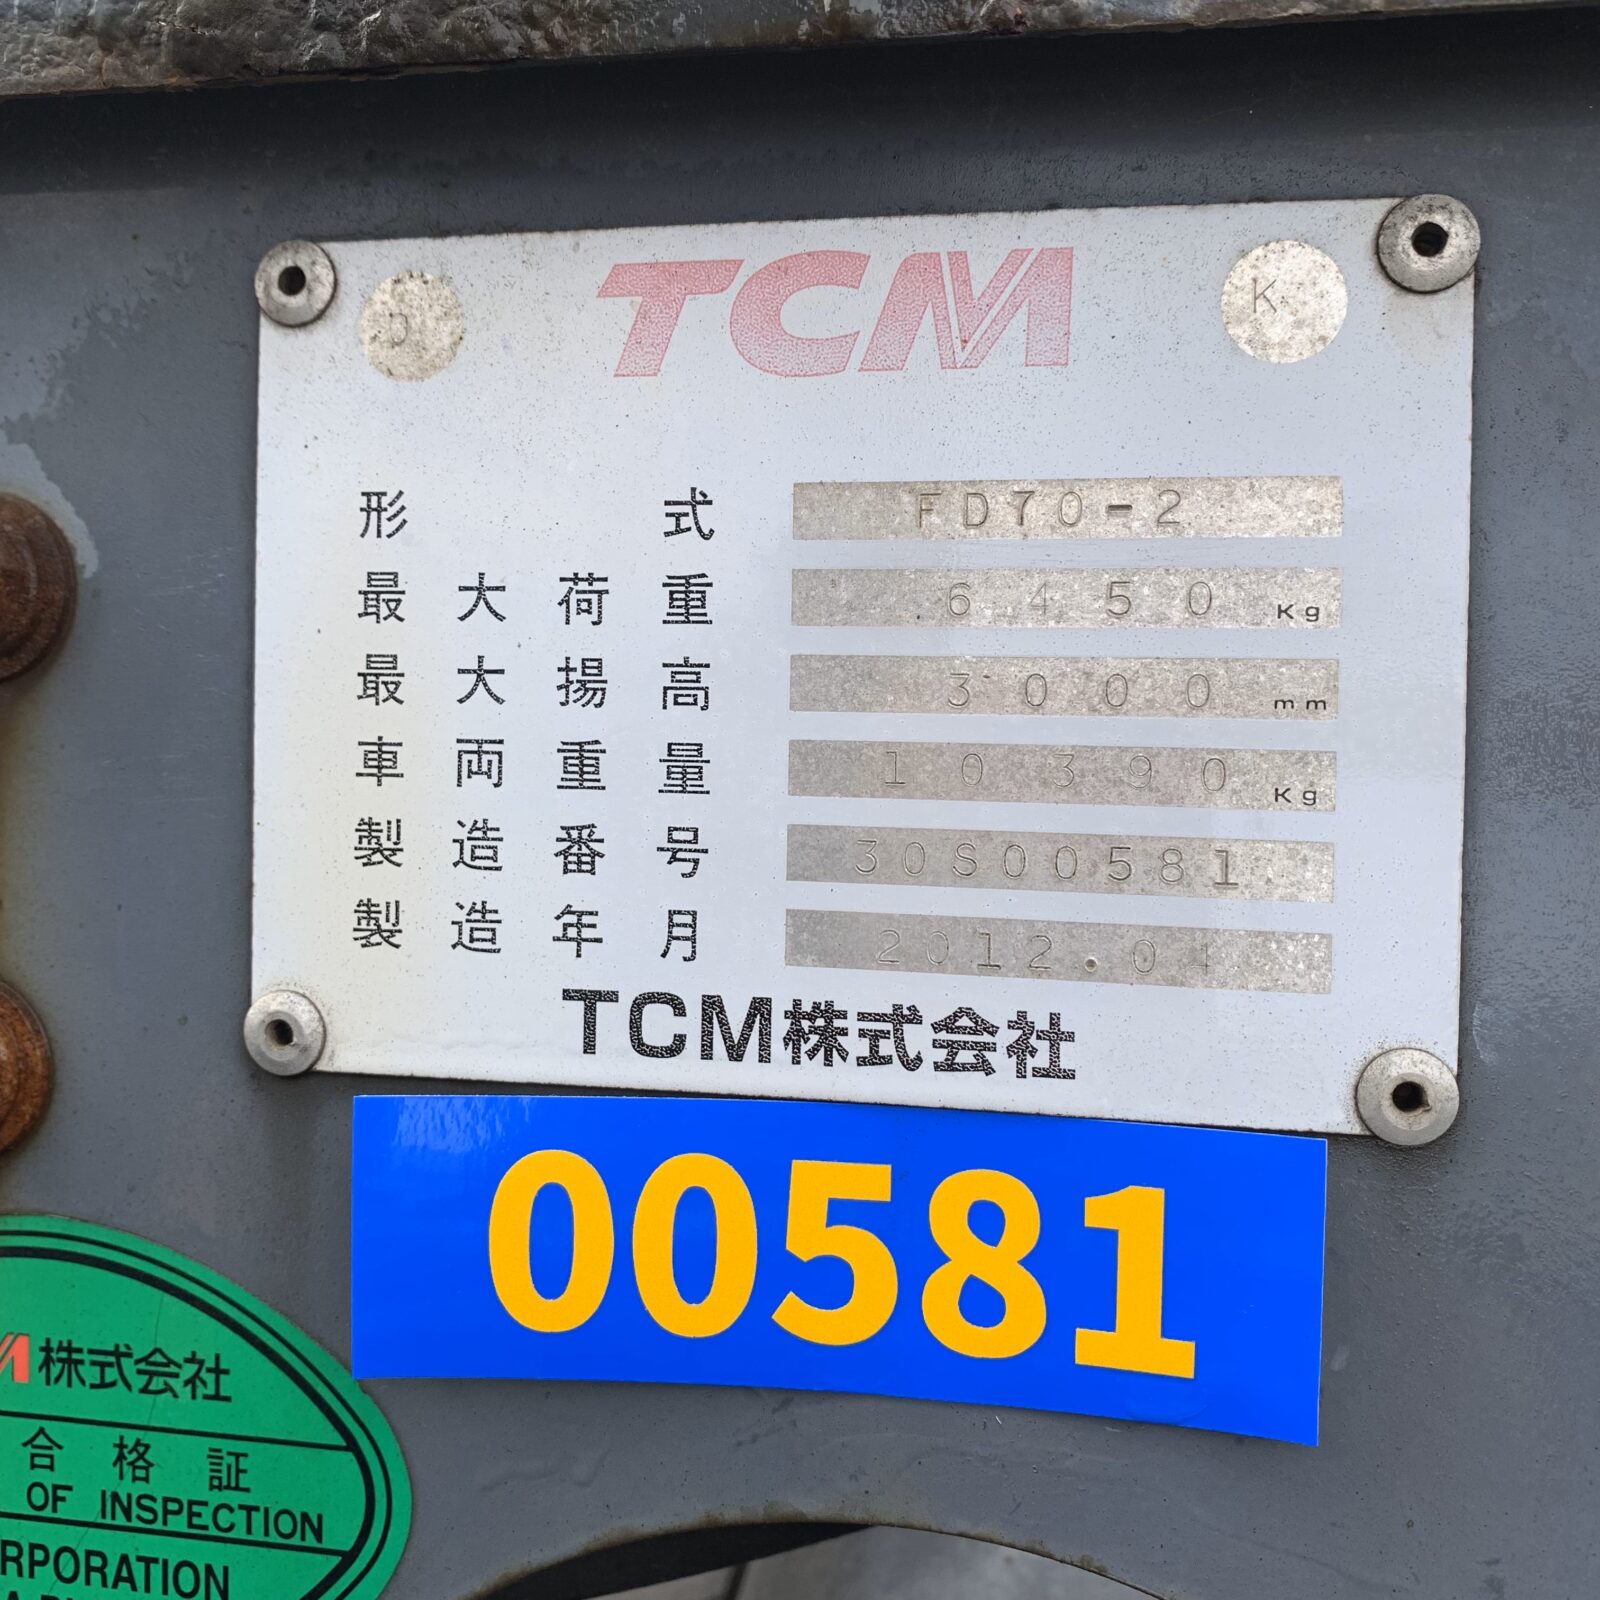 D TCM K
形式 FD70-2
最大荷重 6450 Kg
最大揚高 3000 mm
車両重量 10390 Kg
製造番号 30S00581
製造年月 2012.04
TCM株式会社
00581
株式会社
合格証
OF INSPECTION
RPORATION